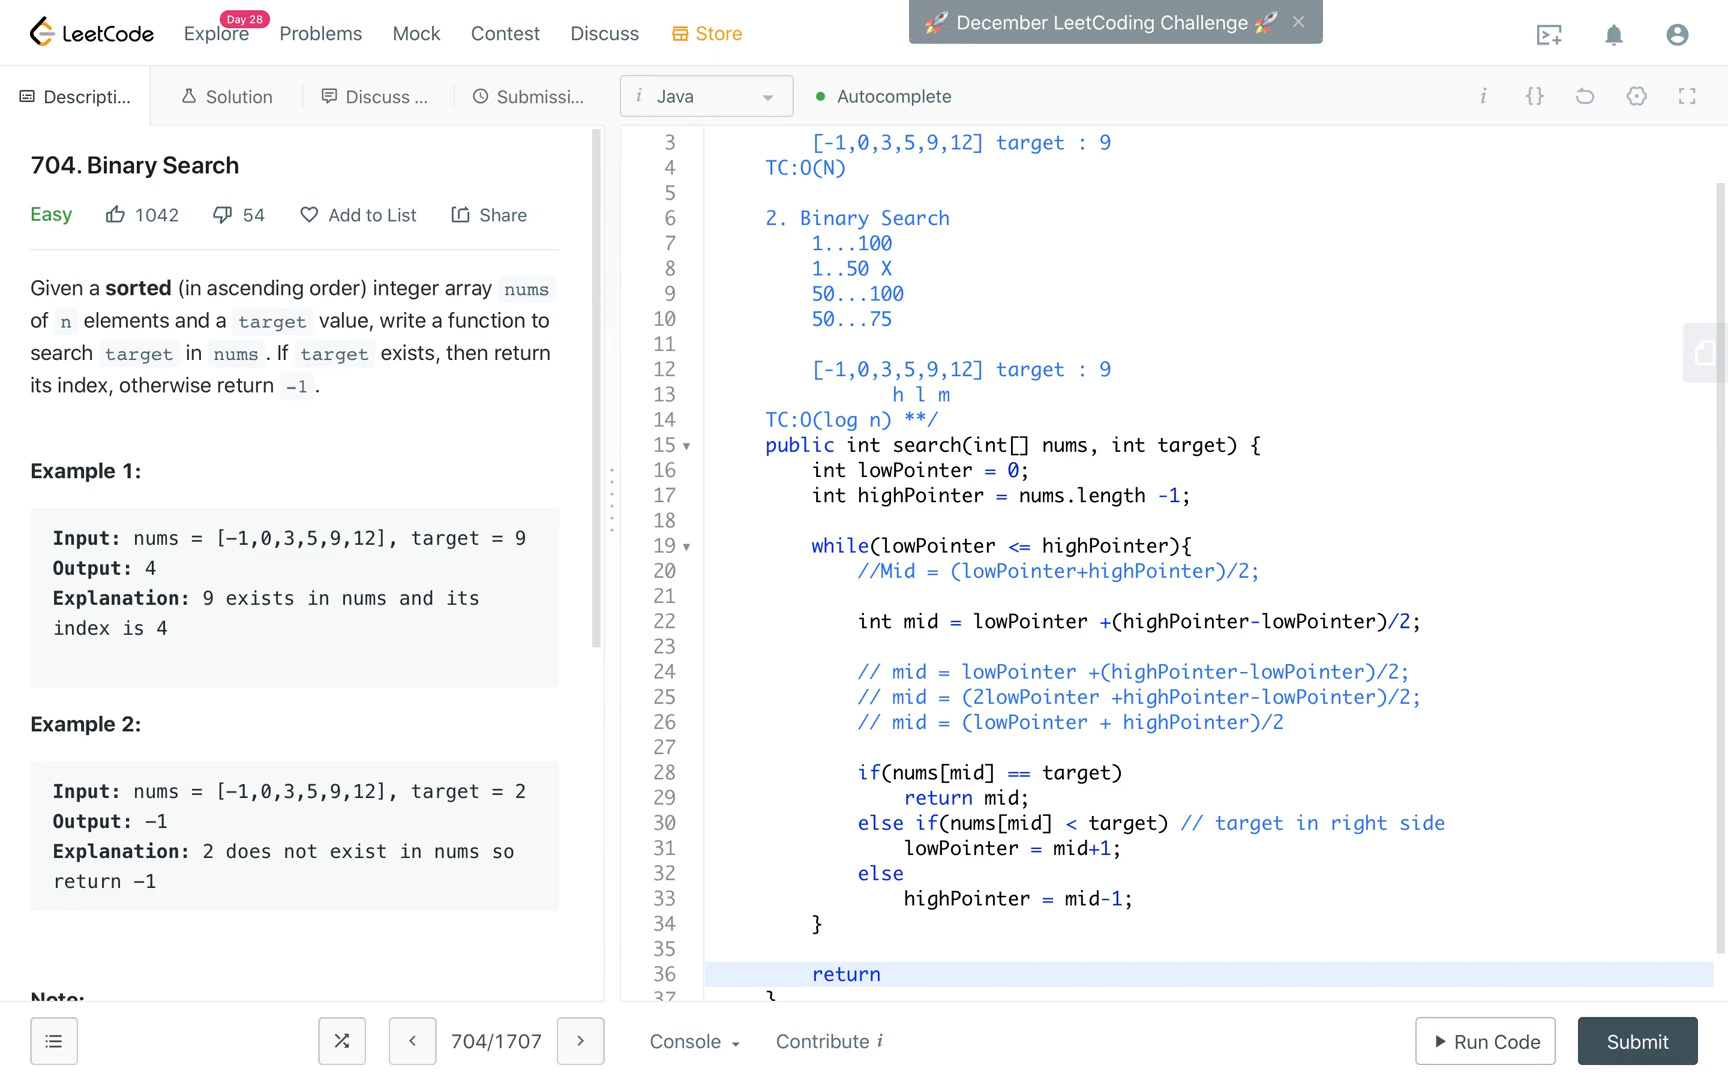 LeetCode
Explore
Day 28
Problems
Mock
Contest
Discuss
Store
🚀 December LeetCoding Challenge 🚀 ×
Descripti...
Solution
Discuss ...
Submissi...
i Java
Autocomplete
i {}
704. Binary Search
Easy 1042 54 Add to List Share
Given a sorted (in ascending order) integer array nums
of n elements and a target value, write a function to
search target in nums . If target exists, then return
its index, otherwise return -1 .
Example 1:
Input: nums = [-1,0,3,5,9,12], target = 9
Output: 4
Explanation: 9 exists in nums and its
index is 4
Example 2:
Input: nums = [-1,0,3,5,9,12], target = 2
Output: -1
Explanation: 2 does not exist in nums so
return -1
Note:
3 [-1,0,3,5,9,12] target : 9
4 TC:O(N)
5
6 2. Binary Search
7 1...100
8 1..50 X
9 50...100
10 50...75
11
12 [-1,0,3,5,9,12] target : 9
13 h l m
14 TC:O(log n) **/
15 public int search(int[] nums, int target) {
16 int lowPointer = 0;
17 int highPointer = nums.length -1;
18
19 while(lowPointer <= highPointer){
20 //Mid = (lowPointer+highPointer)/2;
21
22 int mid = lowPointer +(highPointer-lowPointer)/2;
23
24 // mid = lowPointer +(highPointer-lowPointer)/2;
25 // mid = (2lowPointer +highPointer-lowPointer)/2;
26 // mid = (lowPointer + highPointer)/2
27
28 if(nums[mid] == target)
29 return mid;
30 else if(nums[mid] < target) // target in right side
31 lowPointer = mid+1;
32 else
33 highPointer = mid-1;
34 }
35
36 return
37 }
704/1707
Console
Contribute i
Run Code
Submit